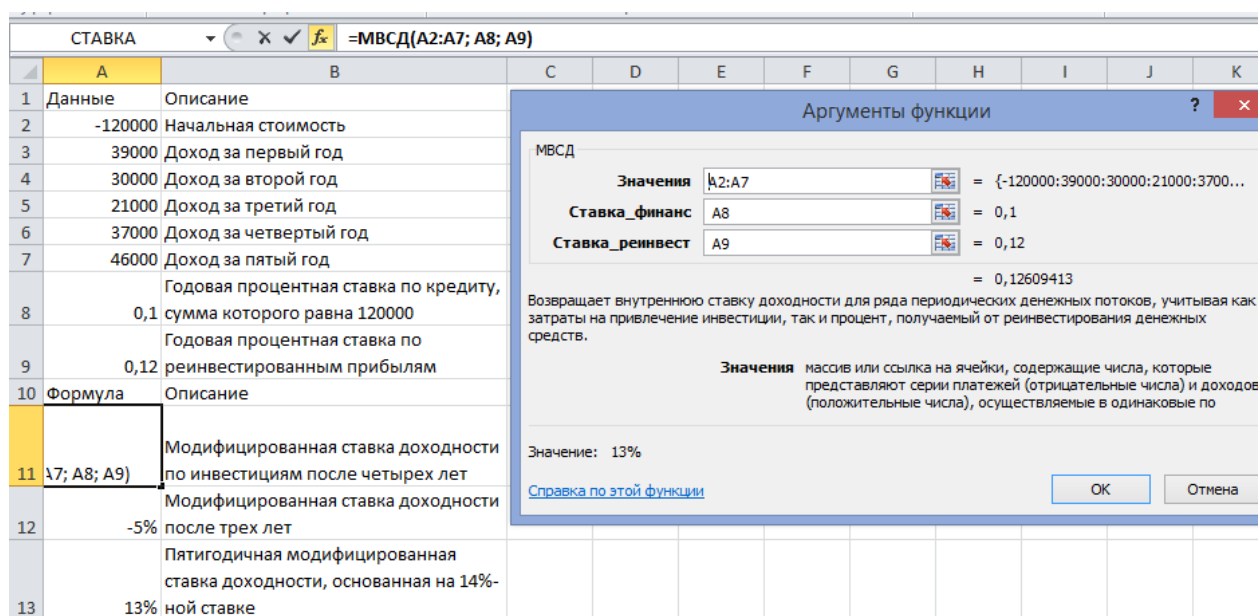 СТАВКА fx =МВСД(A2:A7; A8; A9)
A B C D E F G H I J K
1 Данные Описание
2 -120000 Начальная стоимость
3 39000 Доход за первый год
4 30000 Доход за второй год
5 21000 Доход за третий год
6 37000 Доход за четвертый год
7 46000 Доход за пятый год
Годовая процентная ставка по кредиту,
8 0,1 сумма которого равна 120000
Годовая процентная ставка по
9 0,12 реинвестированным прибылям
10 Формула Описание
Модифицированная ставка доходности
11 A7; A8; A9) по инвестициям после четырех лет
Модифицированная ставка доходности
12 -5% после трех лет
Пятигодичная модифицированная
ставка доходности, основанная на 14%-
13 13% ной ставке
Аргументы функции ?
МВСД
Значения A2:A7 = {-120000:39000:30000:21000:3700...
Ставка_финанс A8 = 0,1
Ставка_реинвест A9 = 0,12
= 0,12609413
Возвращает внутреннюю ставку доходности для ряда периодических денежных потоков, учитывая как
затраты на привлечение инвестиции, так и процент, получаемый от реинвестирования денежных
средств.
Значения массив или ссылка на ячейки, содержащие числа, которые
представляют серии платежей (отрицательные числа) и доходов
(положительные числа), осуществляемые в одинаковые по
Значение: 13%
Справка по этой функции
ОК Отмена